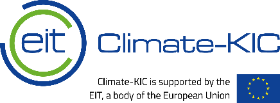 eit Climate-KIC
Climate-KIC is supported by the
EIT, a body of the European Union